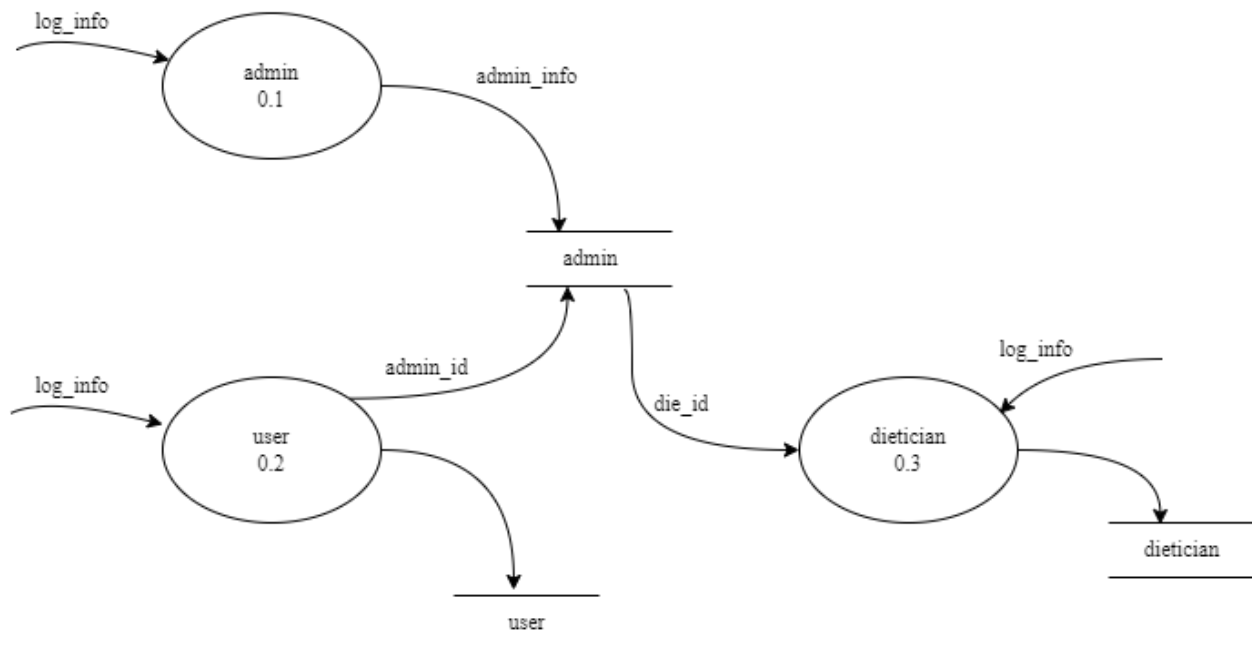 log_info
admin
0.1
admin_info
admin
log_info
admin_id
user
0.2
die_id
log_info
dietician
0.3
dietician
user